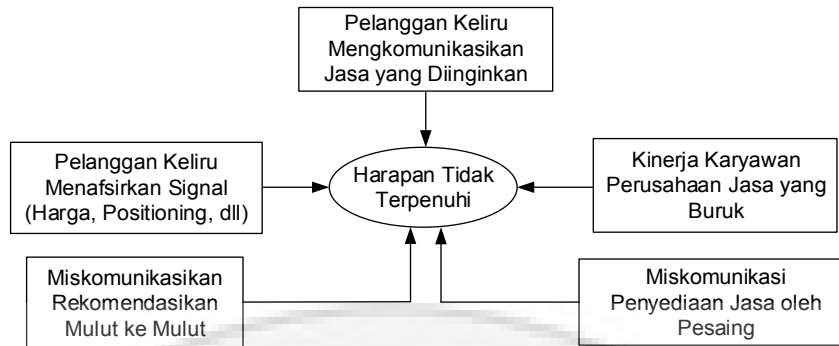 Pelanggan Keliru
Mengkomunikasikan
Jasa yang Diinginkan
Pelanggan Keliru
Menafsirkan Signal
(Harga, Positioning, dll)
Harapan Tidak
Terpenuhi
Kinerja Karyawan
Perusahaan Jasa yang
Buruk
Miskomunikasikan
Rekomendasikan
Mulut ke Mulut
Miskomunikasi
Penyediaan Jasa oleh
Pesaing